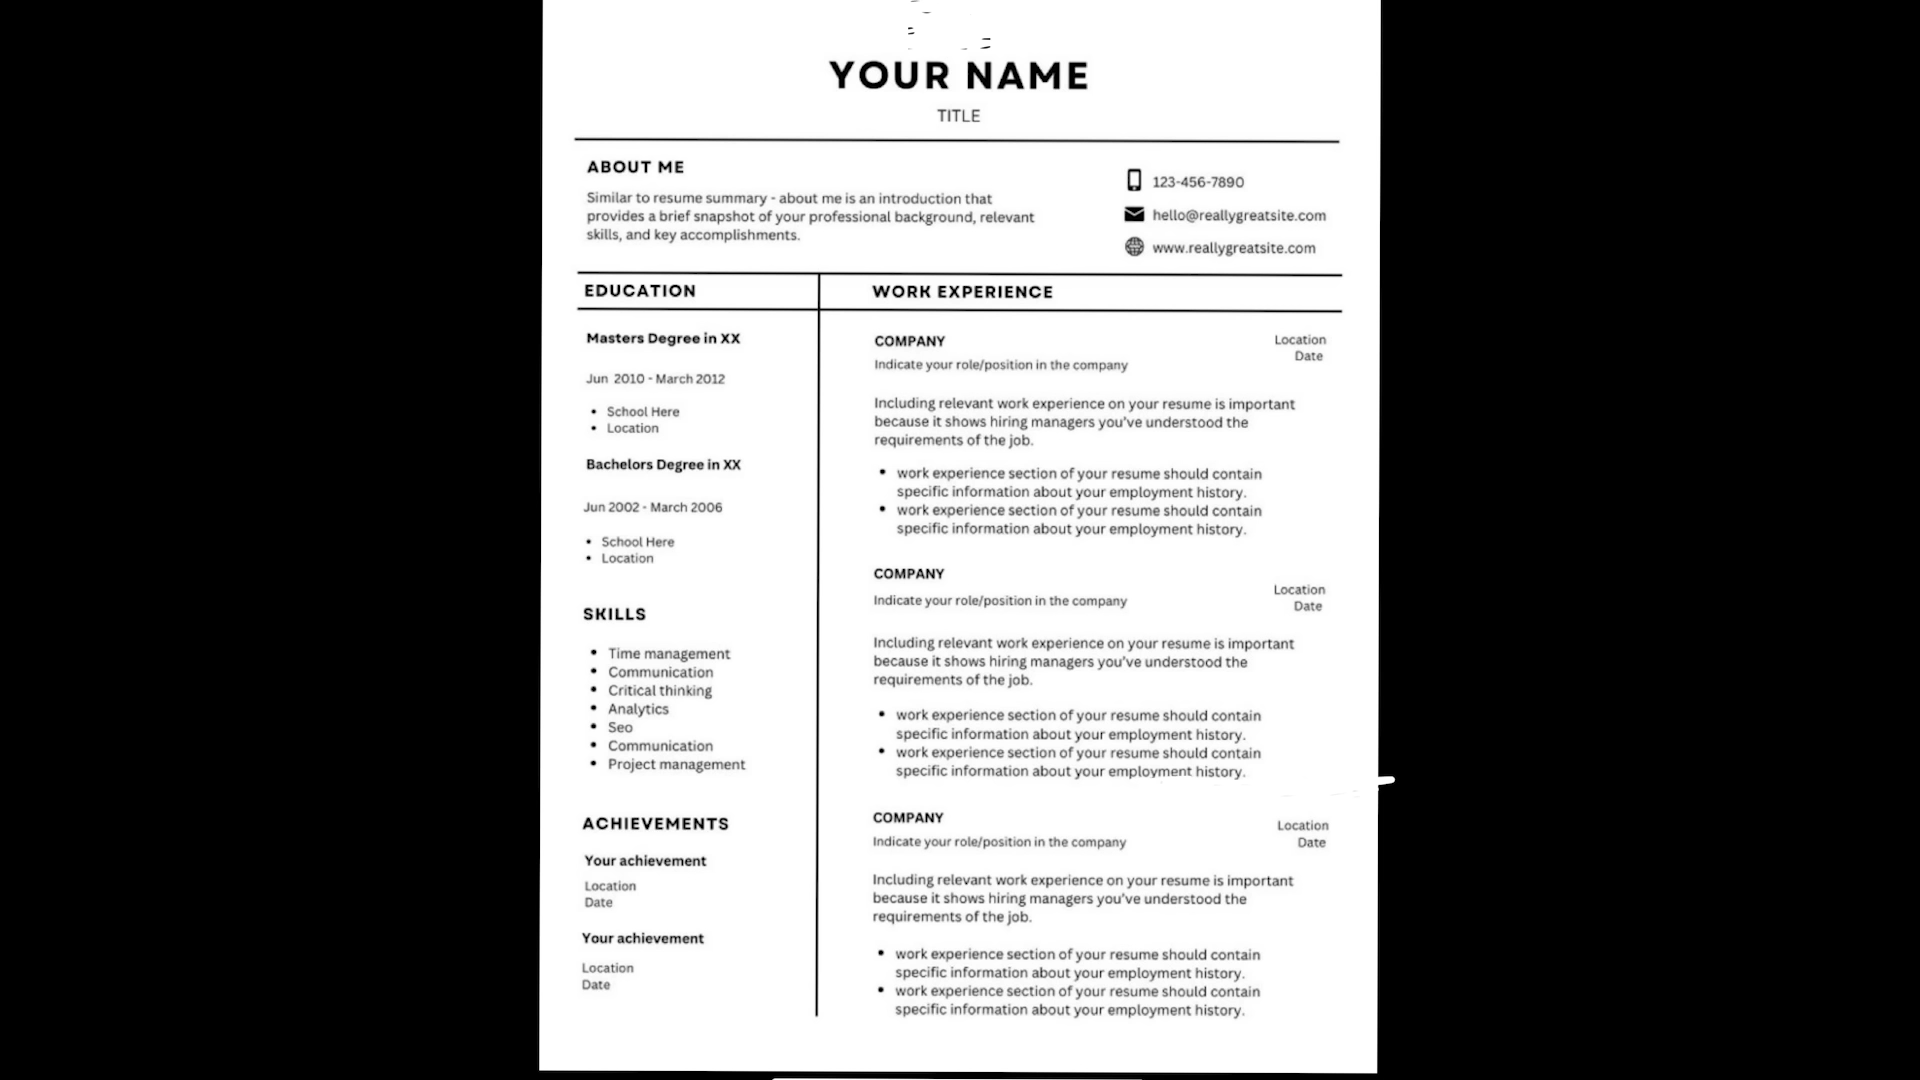 YOUR NAME
TITLE
ABOUT ME
Similar to resume summary - about me is an introduction that
provides a brief snapshot of your professional background, relevant
skills, and key accomplishments.
123-456-7890
hello@reallygreatsite.com
www.reallygreatsite.com
EDUCATION
Masters Degree in XX
Jun 2010 - March 2012
• School Here
• Location
Bachelors Degree in XX
Jun 2002 - March 2006
• School Here
• Location
SKILLS
• Time management
• Communication
• Critical thinking
• Analytics
• Seo
• Communication
• Project management
ACHIEVEMENTS
Your achievement
Location
Date
Your achievement
Location
Date
WORK EXPERIENCE
COMPANY
Location
Date
Indicate your role/position in the company
Including relevant work experience on your resume is important
because it shows hiring managers you've understood the
requirements of the job.
• work experience section of your resume should contain
specific information about your employment history.
• work experience section of your resume should contain
specific information about your employment history.
COMPANY
Location
Date
Indicate your role/position in the company
Including relevant work experience on your resume is important
because it shows hiring managers you've understood the
requirements of the job.
• work experience section of your resume should contain
specific information about your employment history.
• work experience section of your resume should contain
specific information about your employment history.
COMPANY
Location
Date
Indicate your role/position in the company
Including relevant work experience on your resume is important
because it shows hiring managers you've understood the
requirements of the job.
• work experience section of your resume should contain
specific information about your employment history.
• work experience section of your resume should contain
specific information about your employment history.